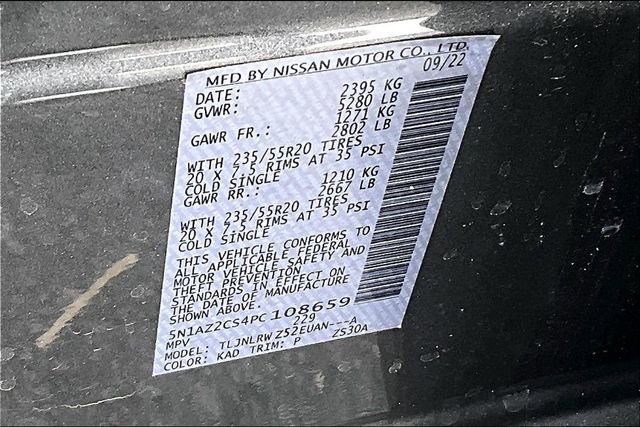 MFD BY NISSAN MOTOR CO., LTD.
DATE: 09/22
GVWR: 2395 KG
5280 LB
GAWR FR.: 1271 KG
2802 LB
WITH 235/55R20 TIRES
20 X 7.5 RIMS AT 35 PSI
COLD SINGLE
GAWR RR.: 1210 KG
2667 LB
WITH 235/55R20 TIRES
20 X 7.5 RIMS AT 35 PSI
COLD SINGLE
THIS VEHICLE CONFORMS TO
ALL APPLICABLE FEDERAL
MOTOR VEHICLE SAFETY AND
THEFT PREVENTION
STANDARDS IN EFFECT ON
THE DATE OF MANUFACTURE
SHOWN ABOVE.
5N1AZ2CS4PC108659
MPV 229
MODEL: TLJNLRWZ52EUAN---A
COLOR: KAD TRIM: P ZS30A